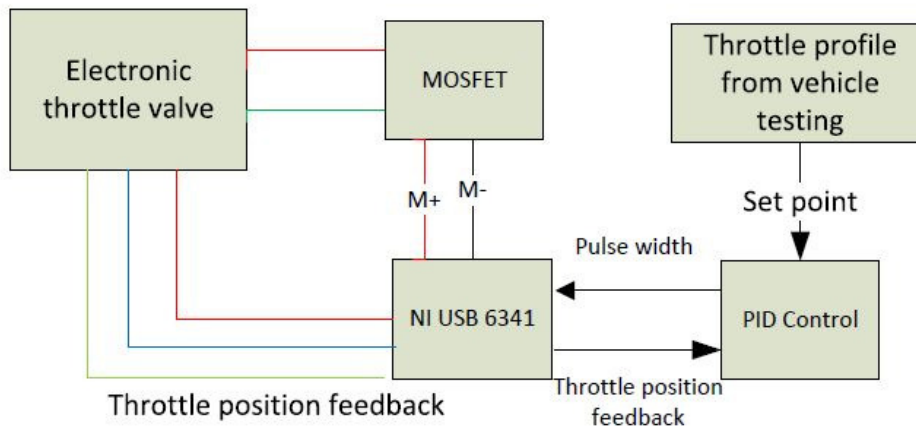 Electronic
throttle valve
MOSFET
Throttle profile
from vehicle
testing
M+
M-
Set point
Pulse width
NI USB 6341
PID Control
Throttle position feedback
Throttle position
feedback